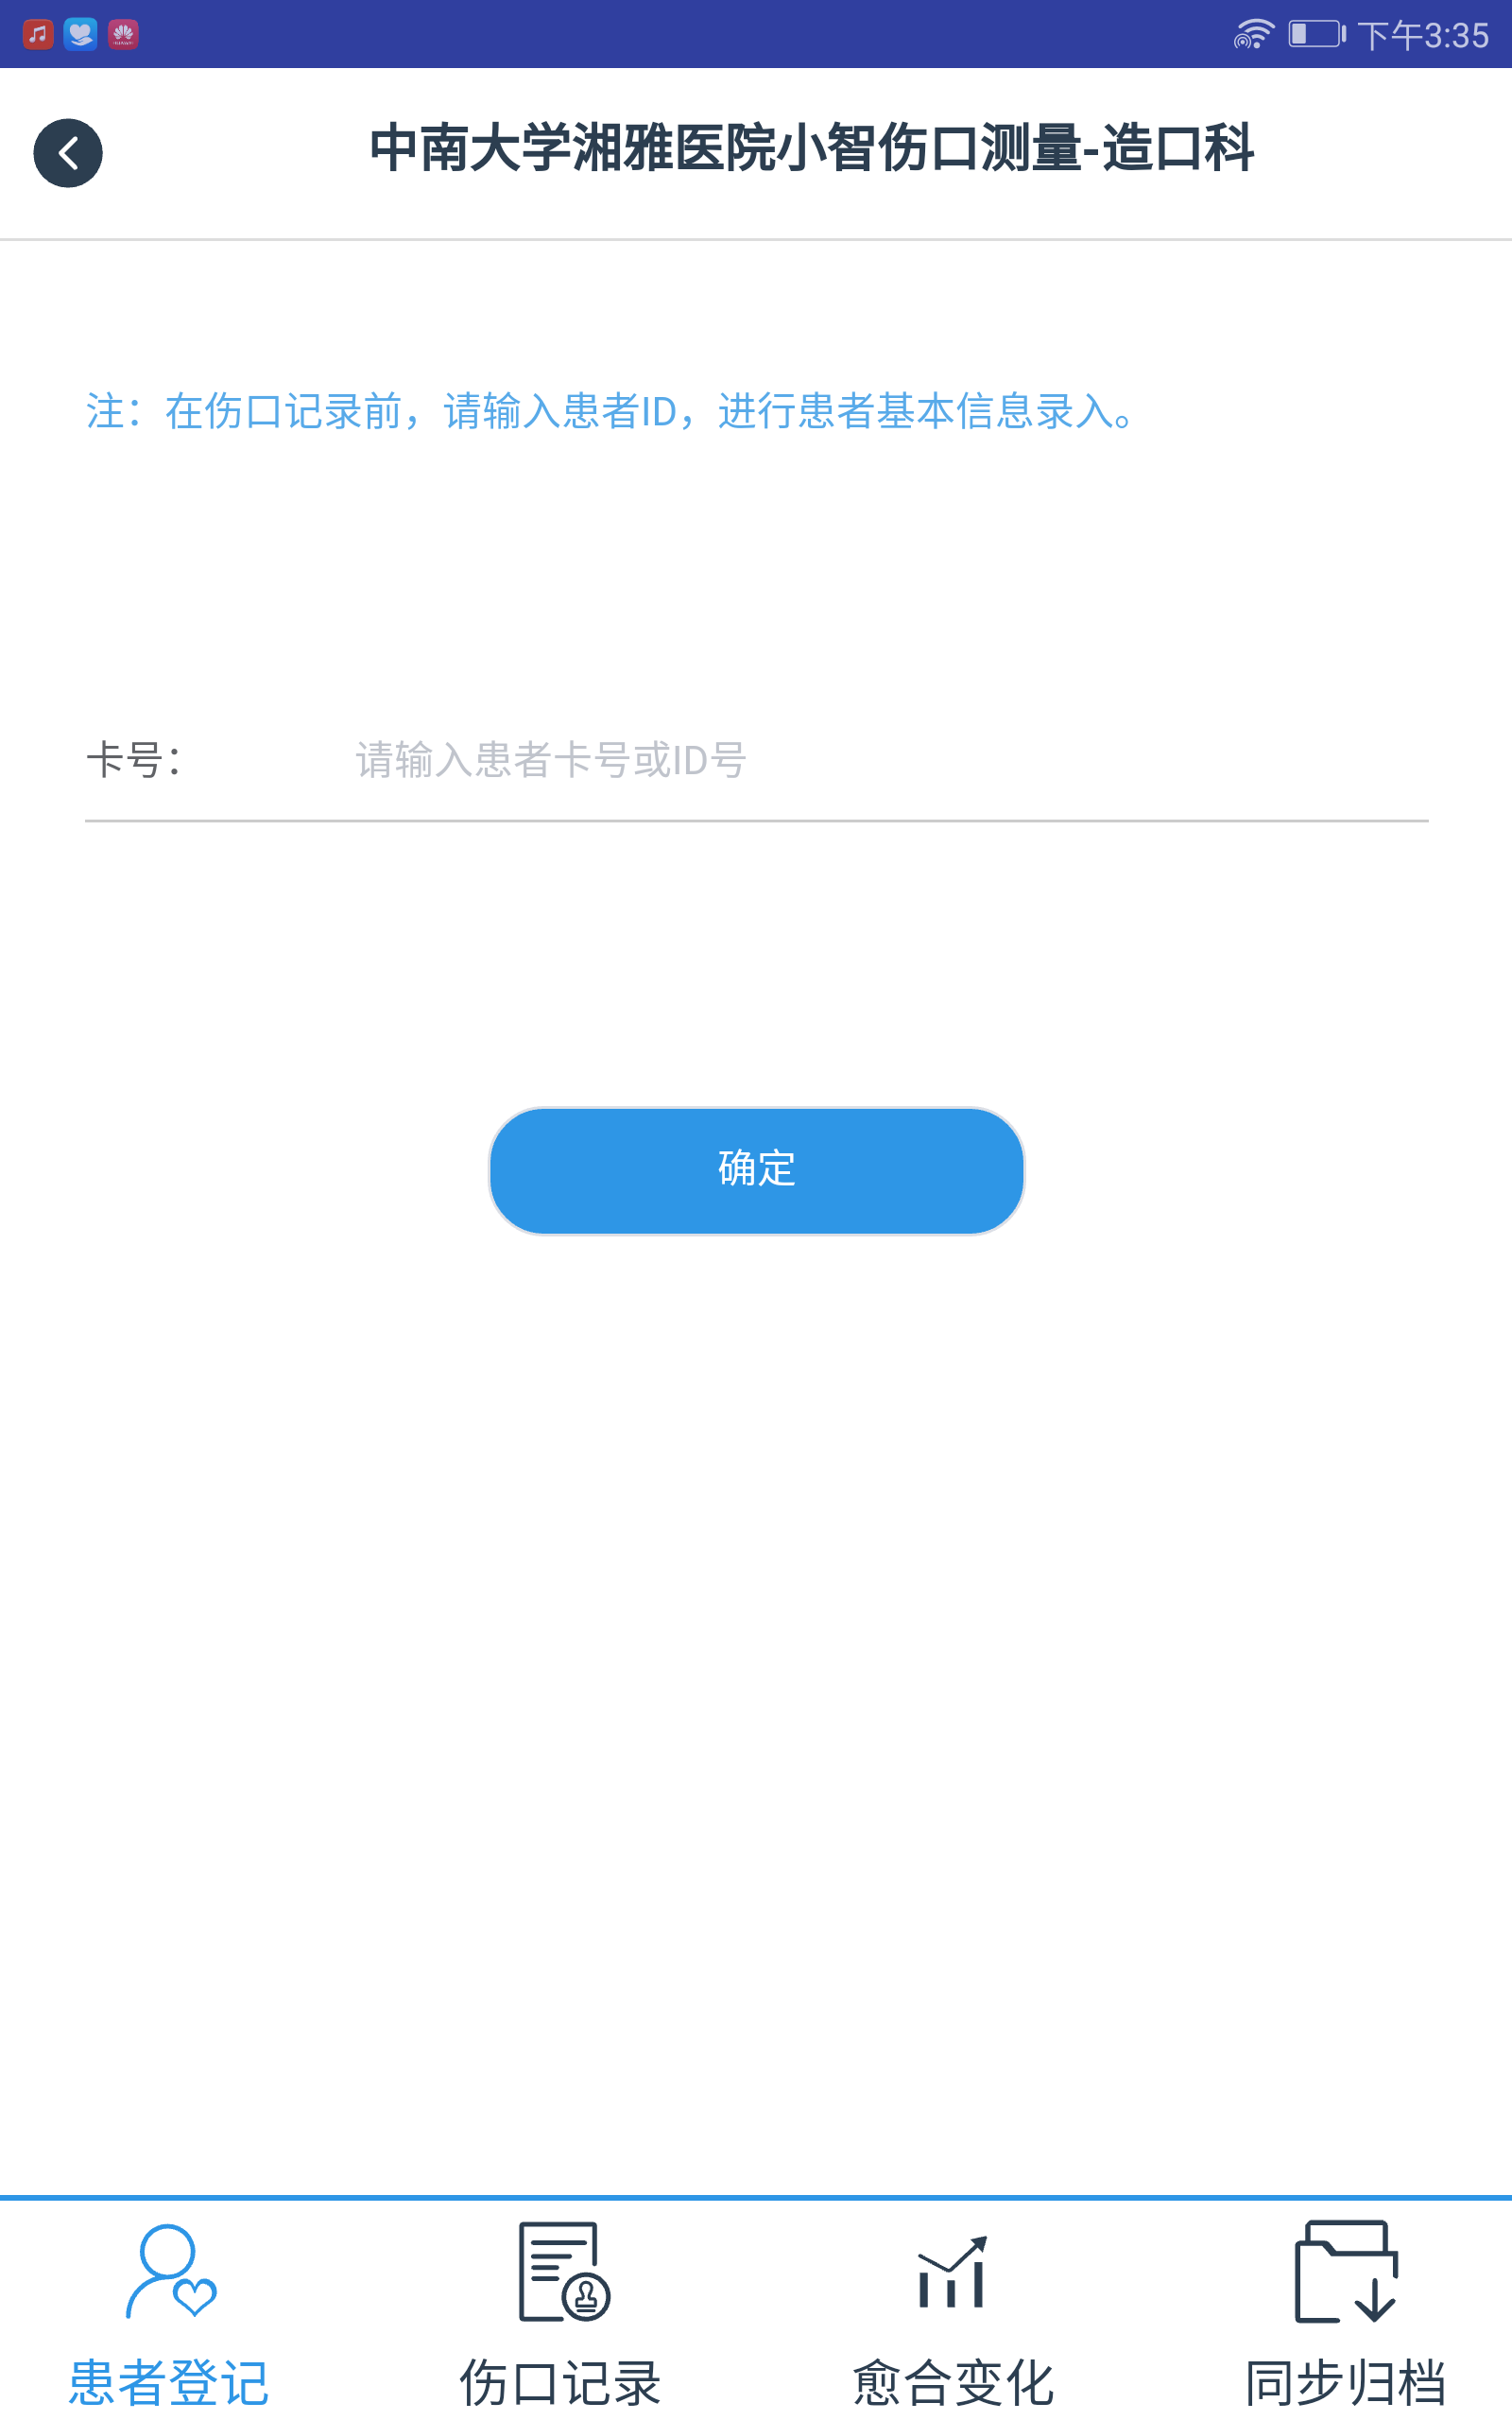 下午3:35
中南大学湘雅医院小智伤口测量-造口科
注：在伤口记录前，请输入患者ID，进行患者基本信息录入。
卡号：
请输入患者卡号或ID号
确定
患者登记
伤口记录
愈合变化
同步归档